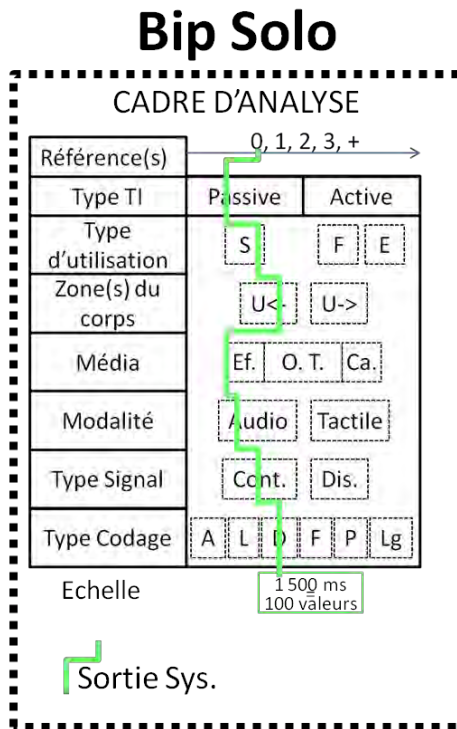 Bip Solo
CADRE D'ANALYSE
Référence(s) 0, 1, 2, 3, +
Type TI Passive Active
Type d'utilisation S F E
Zone(s) du corps U<- U->
Média Ef. O. T. Ca.
Modalité Audio Tactile
Type Signal Cont. Dis.
Type Codage A L D F P Lg
Echelle 1 500 ms
=
100 valeurs
Sortie Sys.